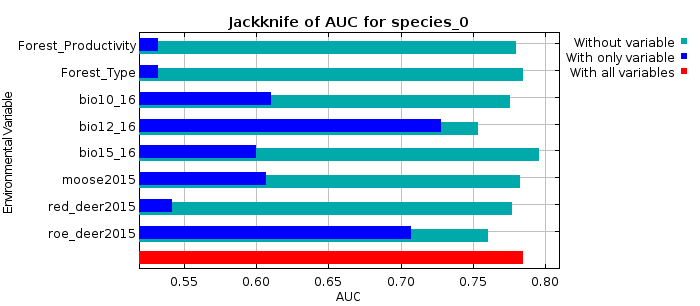 Jackknife of AUC for species_0
Environmental Variable
Forest_Productivity
Forest_Type
bio10_16
bio12_16
bio15_16
moose2015
red_deer2015
roe_deer2015
0.55 0.60 0.65 0.70 0.75 0.80
AUC
Without variable
With only variable
With all variables